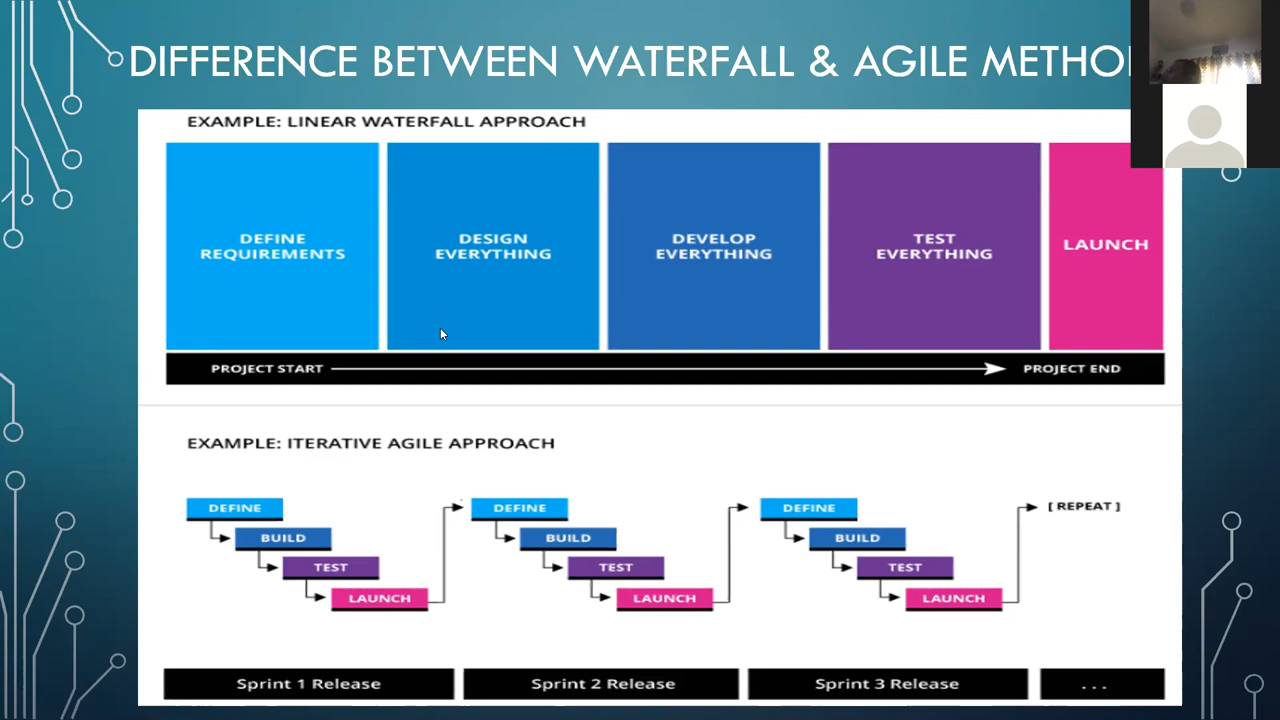 DIFFERENCE BETWEEN WATERFALL & AGILE
EXAMPLE: LINEAR WATERFALL APPROACH
DEFINE
REQUIREMENTS
DESIGN
EVERYTHING
DEVELOP
EVERYTHING
TEST
EVERYTHING
LAUNCH
PROJECT START
PROJECT END
EXAMPLE: ITERATIVE AGILE APPROACH
DEFINE
BUILD
TEST
LAUNCH
DEFINE
BUILD
TEST
LAUNCH
DEFINE
BUILD
TEST
LAUNCH
[ REPEAT ]
Sprint 1 Release
Sprint 2 Release
Sprint 3 Release
...